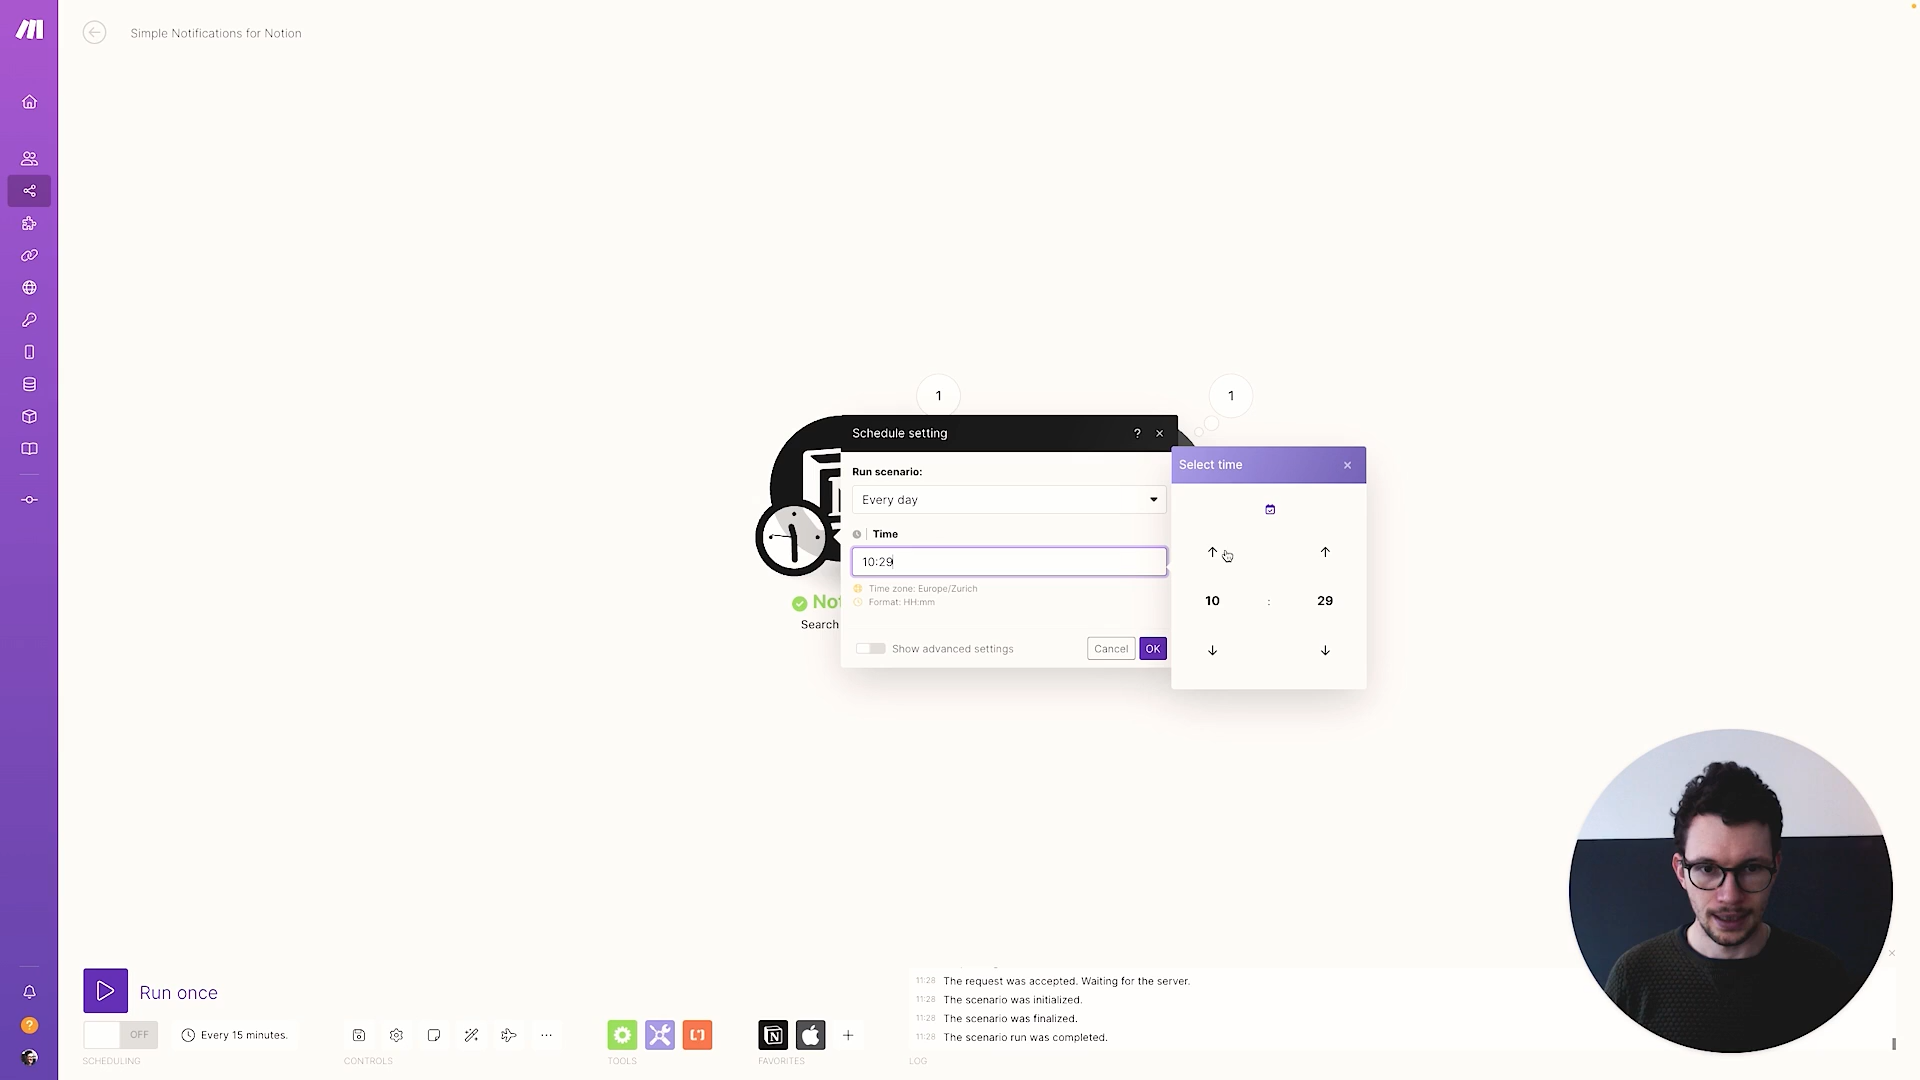 Simple Notifications for Notion
1
1
Schedule setting
?
Select time
Run scenario:
Every day
Time
10:29
Time zone: Europe/Zurich
Format: HH:mm
10 : 29
Search
Show advanced settings
Cancel
OK
Run once
OFF
Every 15 minutes.
SCHEDULING
CONTROLS
TOOLS
FAVORITES
LOG
11:28 The request was accepted. Waiting for the server.
11:28 The scenario was initialized.
11:28 The scenario was finalized.
11:28 The scenario run was completed.
?